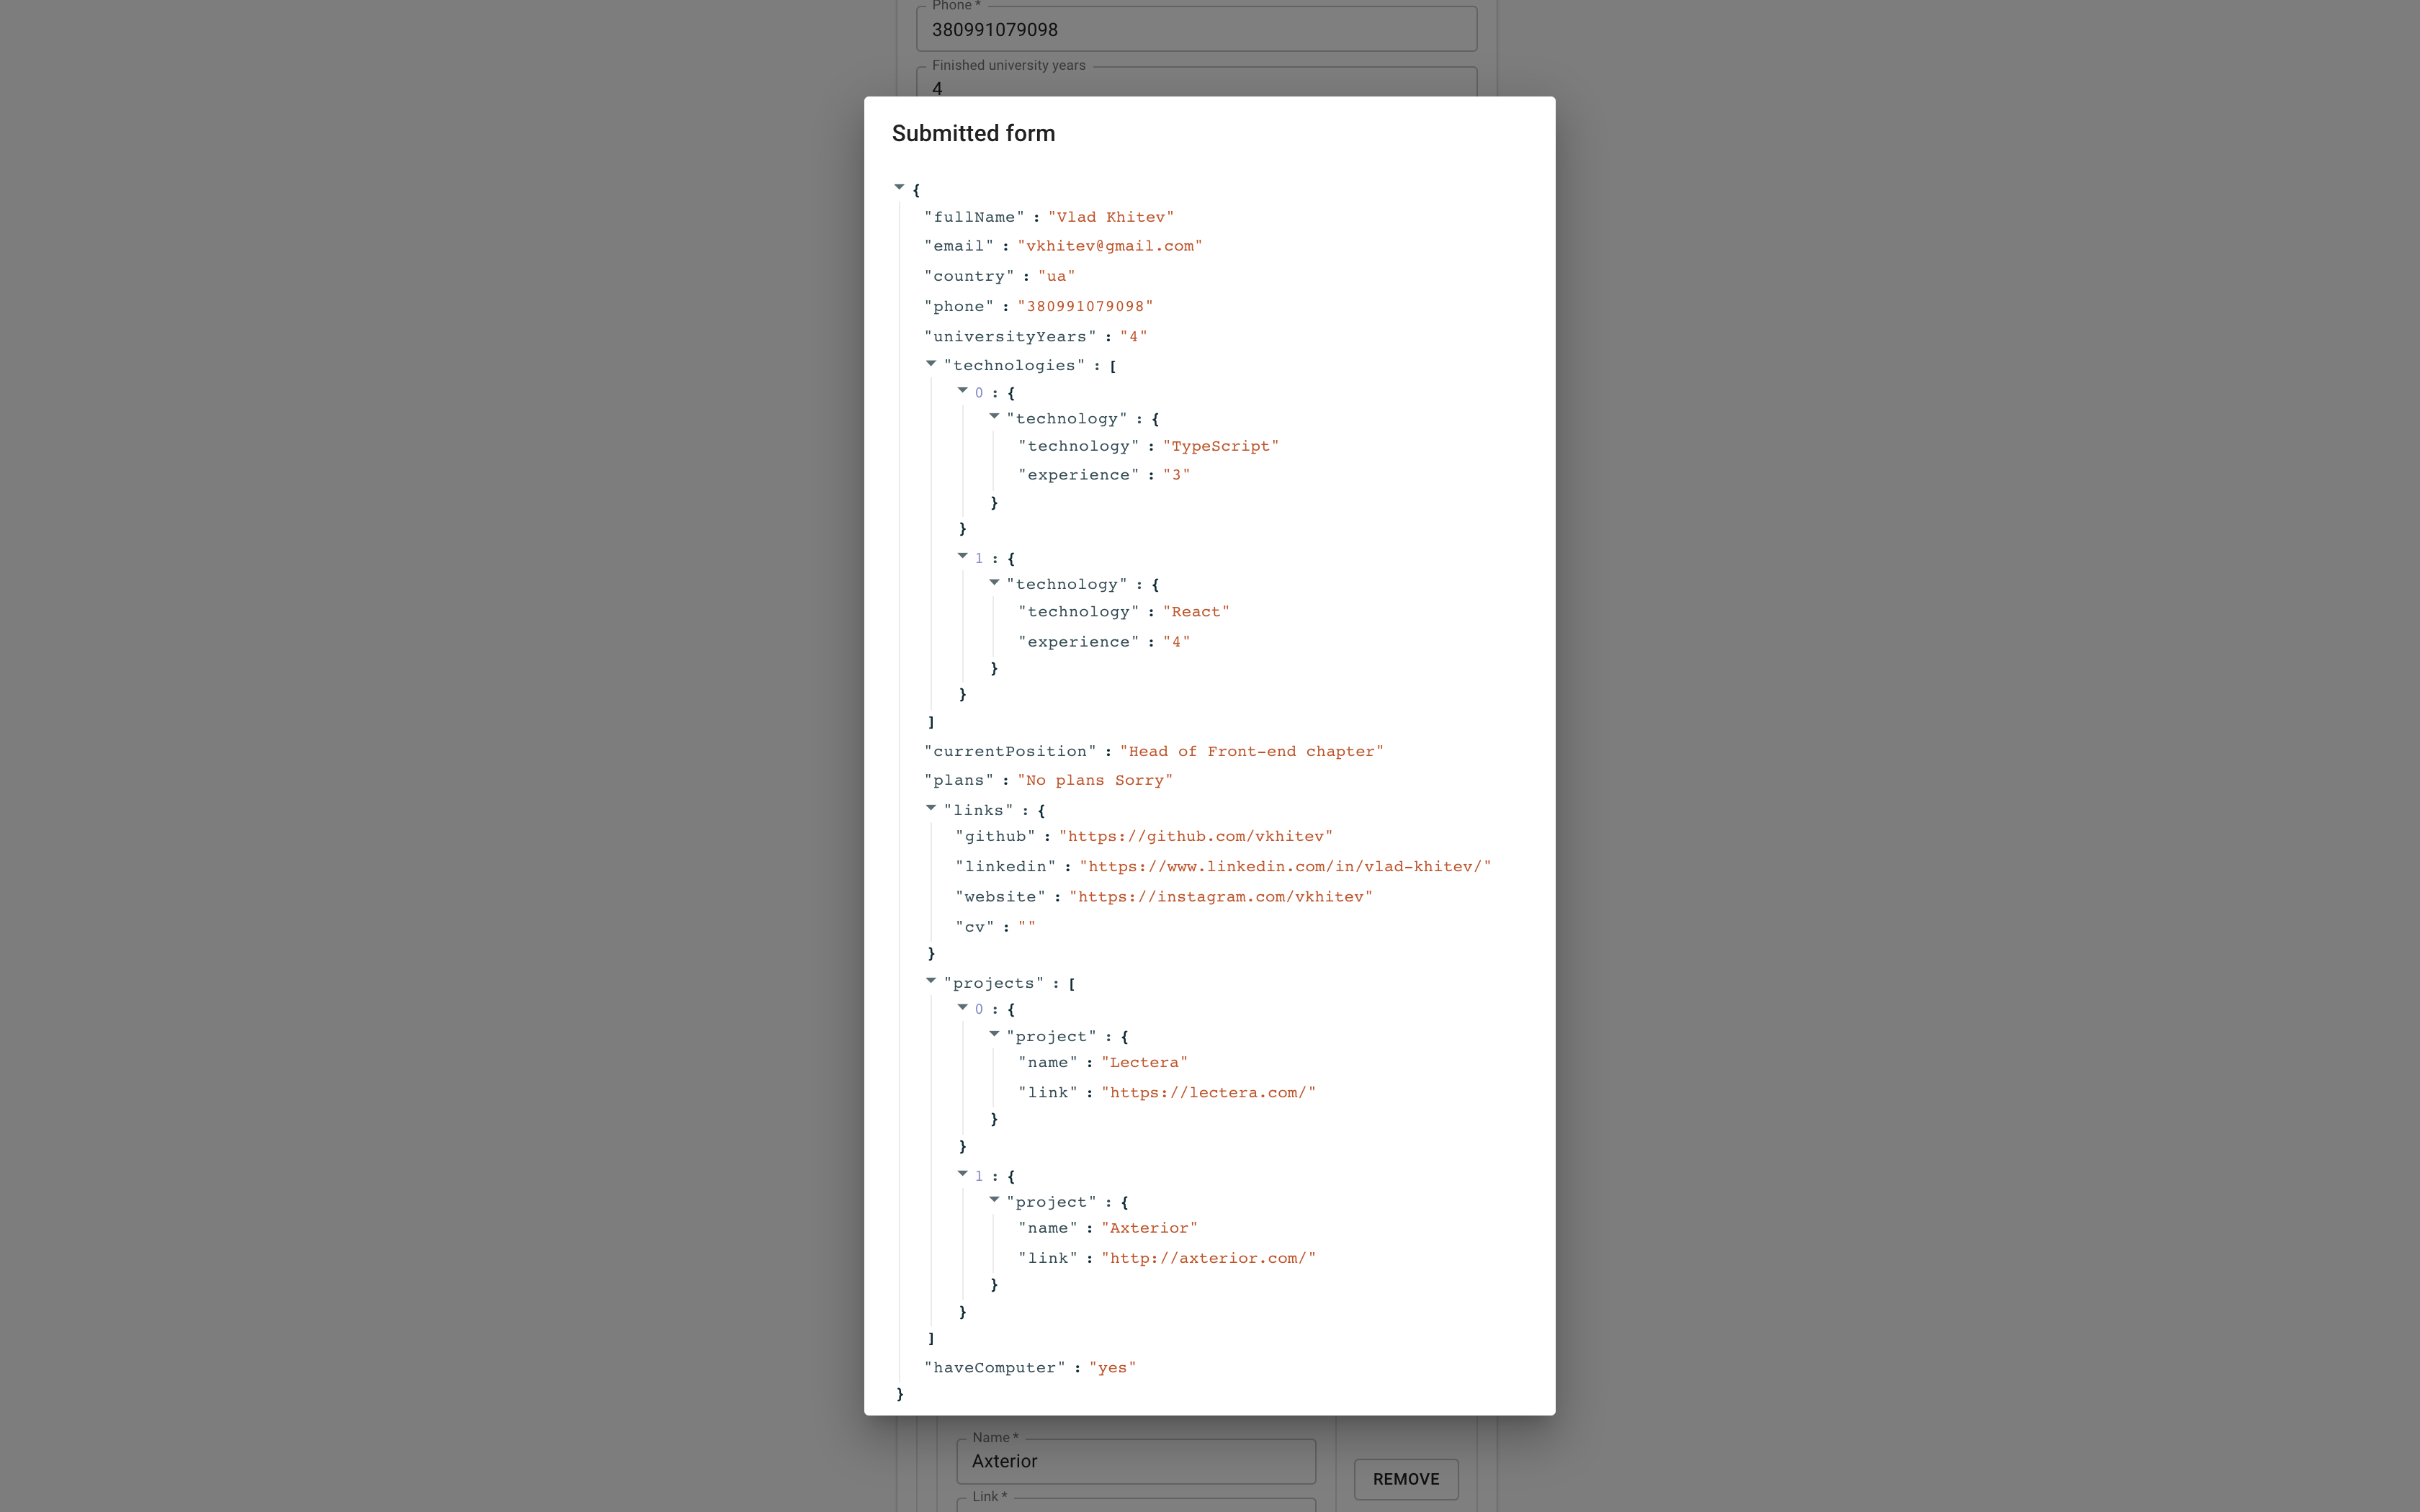 Phone *
380991079098
Finished university years
4
Submitted form
{
"fullName" : "Vlad Khitev"
"email" : "vkhitev@gmail.com"
"country" : "ua"
"phone" : "380991079098"
"universityYears" : "4"
"technologies" : [
0 : {
"technology" : {
"technology" : "TypeScript"
"experience" : "3"
}
}
1 : {
"technology" : {
"technology" : "React"
"experience" : "4"
}
}
]
"currentPosition" : "Head of Front-end chapter"
"plans" : "No plans Sorry"
"links" : {
"github" : "https://github.com/vkhitev"
"linkedin" : "https://www.linkedin.com/in/vlad-khitev/"
"website" : "https://instagram.com/vkhitev"
"cv" : ""
}
"projects" : [
0 : {
"project" : {
"name" : "Lectera"
"link" : "https://lectera.com/"
}
}
1 : {
"project" : {
"name" : "Axterior"
"link" : "http://axterior.com/"
}
}
]
"haveComputer" : "yes"
}
Name *
Axterior
REMOVE
Link *